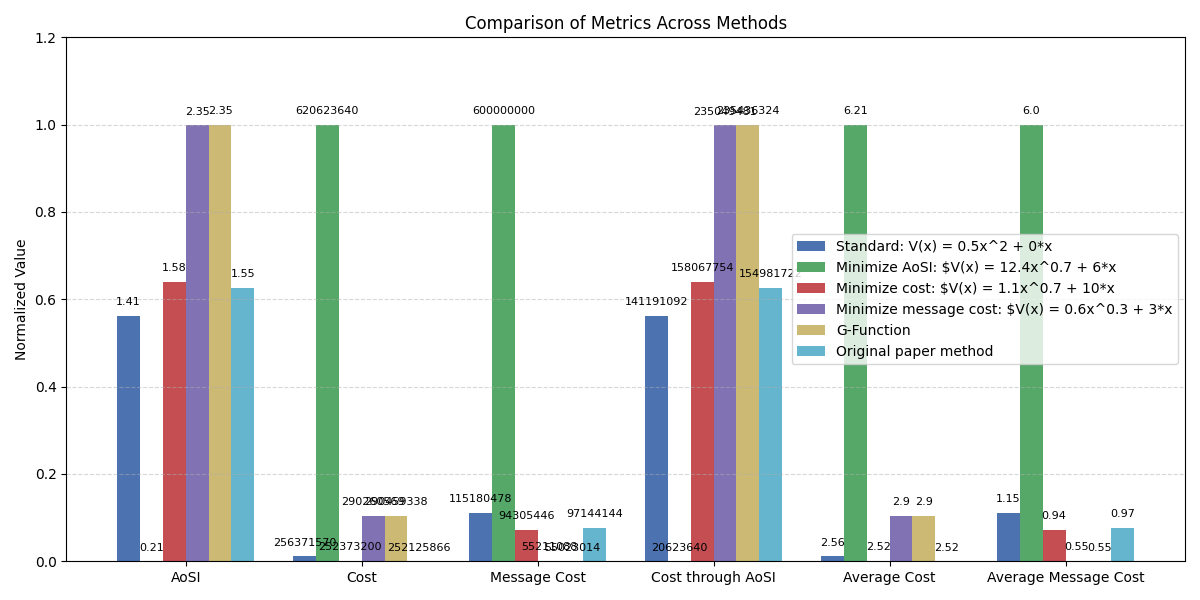 Comparison of Metrics Across Methods
Normalized Value
1.2
1.0
0.8
0.6
0.4
0.2
0.0
1.41
0.21
1.58
2.35
2.35
1.55
256371570
620623640
252373200
252125866
115180478
600000000
94305446
97144144
141191092
20623640
158067754
154981722
2.56
6.21
2.52
2.9
2.9
2.52
1.15
6.0
0.94
0.55
0.55
0.97
Standard: V(x) = 0.5x^2 + 0*x
Minimize AoSI: $V(x) = 12.4x^0.7 + 6*x
Minimize cost: $V(x) = 1.1x^0.7 + 10*x
Minimize message cost: $V(x) = 0.6x^0.3 + 3*x
G-Function
Original paper method
AoSI
Cost
Message Cost
Cost through AoSI
Average Cost
Average Message Cost